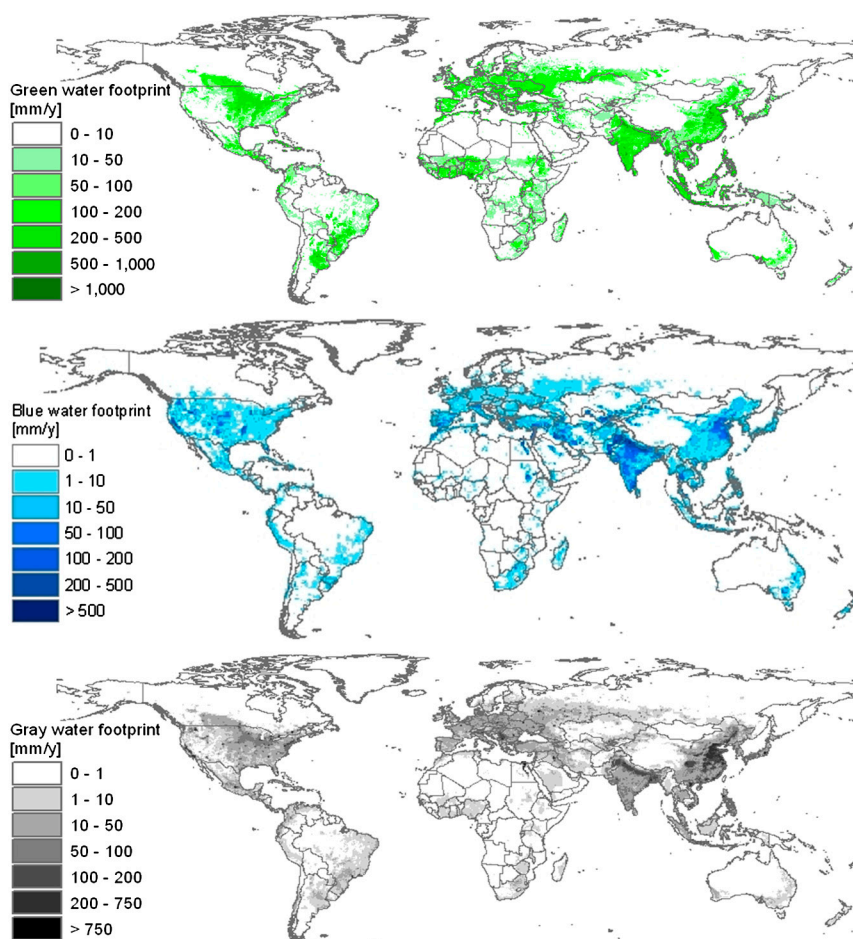 Green water footprint
[mm/y]
0 - 10
10 - 50
50 - 100
100 - 200
200 - 500
500 - 1,000
> 1,000
Blue water footprint
[mm/y]
0 - 1
1 - 10
10 - 50
50 - 100
100 - 200
200 - 500
> 500
Gray water footprint
[mm/y]
0 - 1
1 - 10
10 - 50
50 - 100
100 - 200
200 - 750
> 750